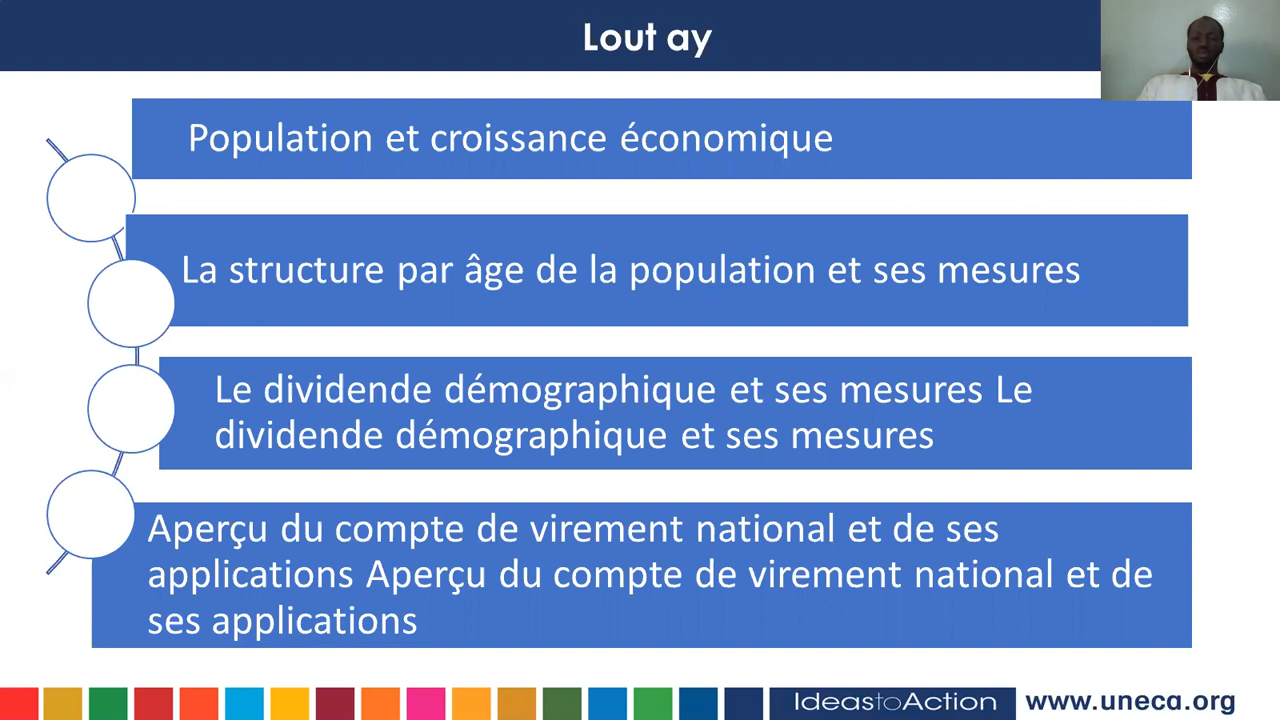 Lout ay
Population et croissance économique
La structure par âge de la population et ses mesures
Le dividende démographique et ses mesures Le
dividende démographique et ses mesures
Aperçu du compte de virement national et de ses
applications Aperçu du compte de virement national et de
ses applications
IdeastoAction
www.uneca.org